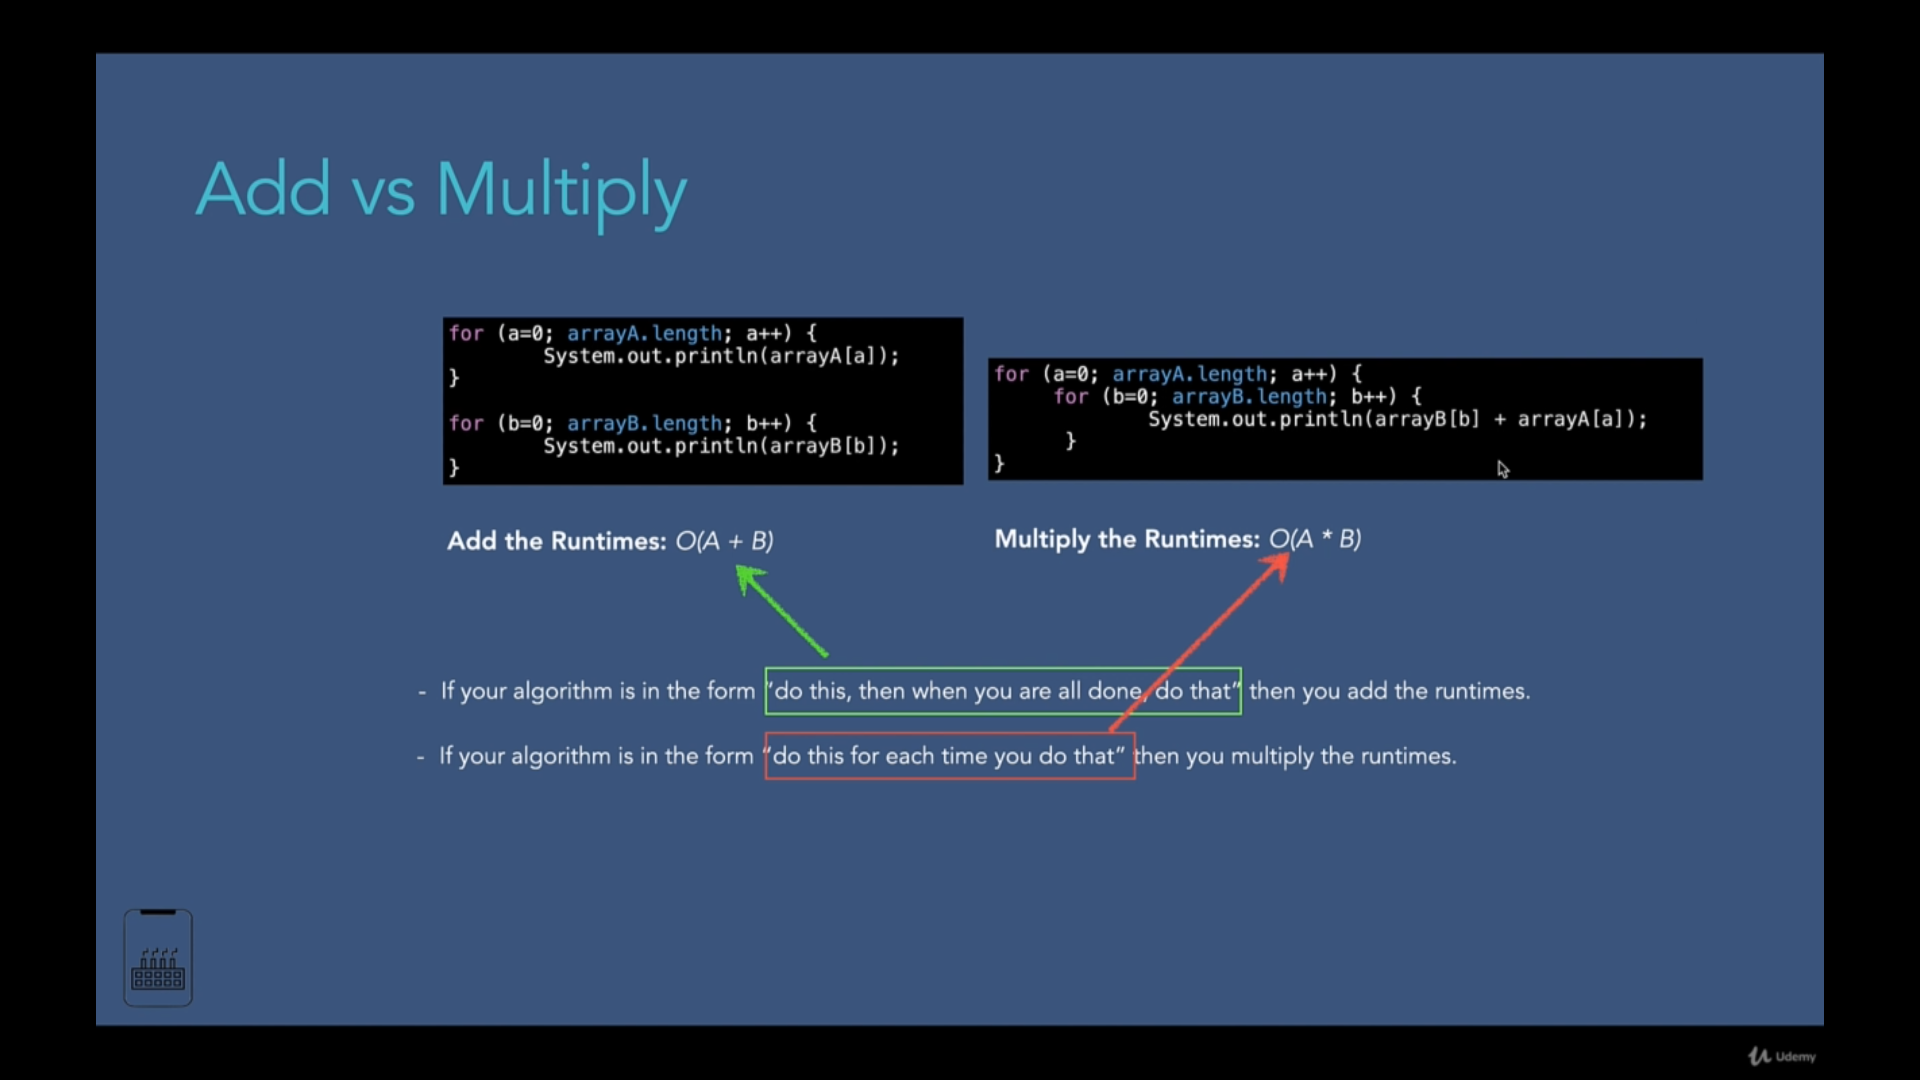 Add vs Multiply
for (a=0; arrayA.length; a++) {
System.out.println(arrayA[a]);
}
for (b=0; arrayB.length; b++) {
System.out.println(arrayB[b]);
}
for (a=0; arrayA.length; a++) {
for (b=0; arrayB.length; b++) {
System.out.println(arrayB[b] + arrayA[a]);
}
}
Add the Runtimes: O(A + B)
Multiply the Runtimes: O(A * B)
- If your algorithm is in the form “do this, then when you are all done, do that” then you add the runtimes.
- If your algorithm is in the form “do this for each time you do that” then you multiply the runtimes.
Udemy